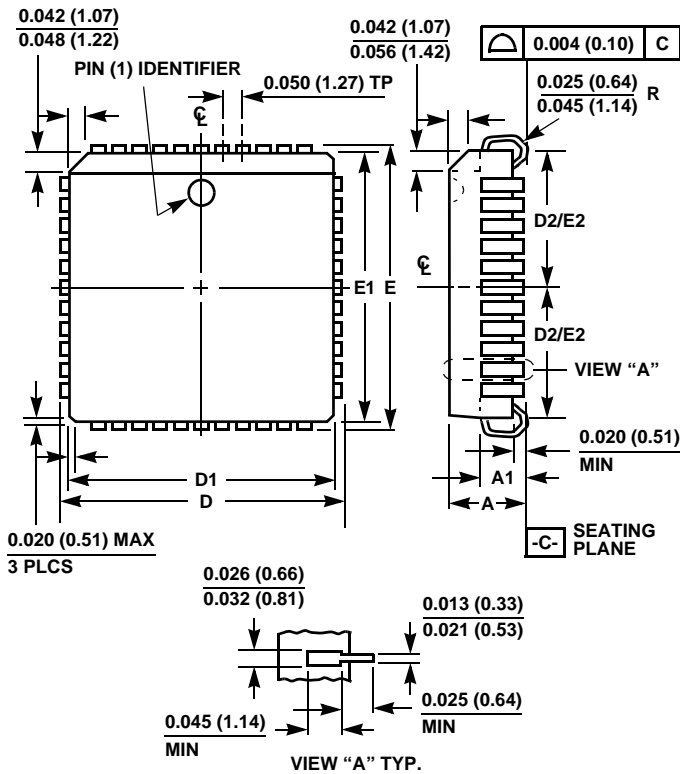 0.042 (1.07)
0.048 (1.22)
PIN (1) IDENTIFIER
0.050 (1.27) TP
℄
0.042 (1.07)
0.056 (1.42)
0.004 (0.10) C
0.025 (0.64)
0.045 (1.14)
R
D2/E2
℄
E1
E
D2/E2
VIEW “A”
0.020 (0.51)
MIN
D1
D
A1
A
0.020 (0.51) MAX
3 PLCS
-C-
SEATING
PLANE
0.026 (0.66)
0.032 (0.81)
0.013 (0.33)
0.021 (0.53)
0.045 (1.14)
MIN
0.025 (0.64)
MIN
VIEW “A” TYP.